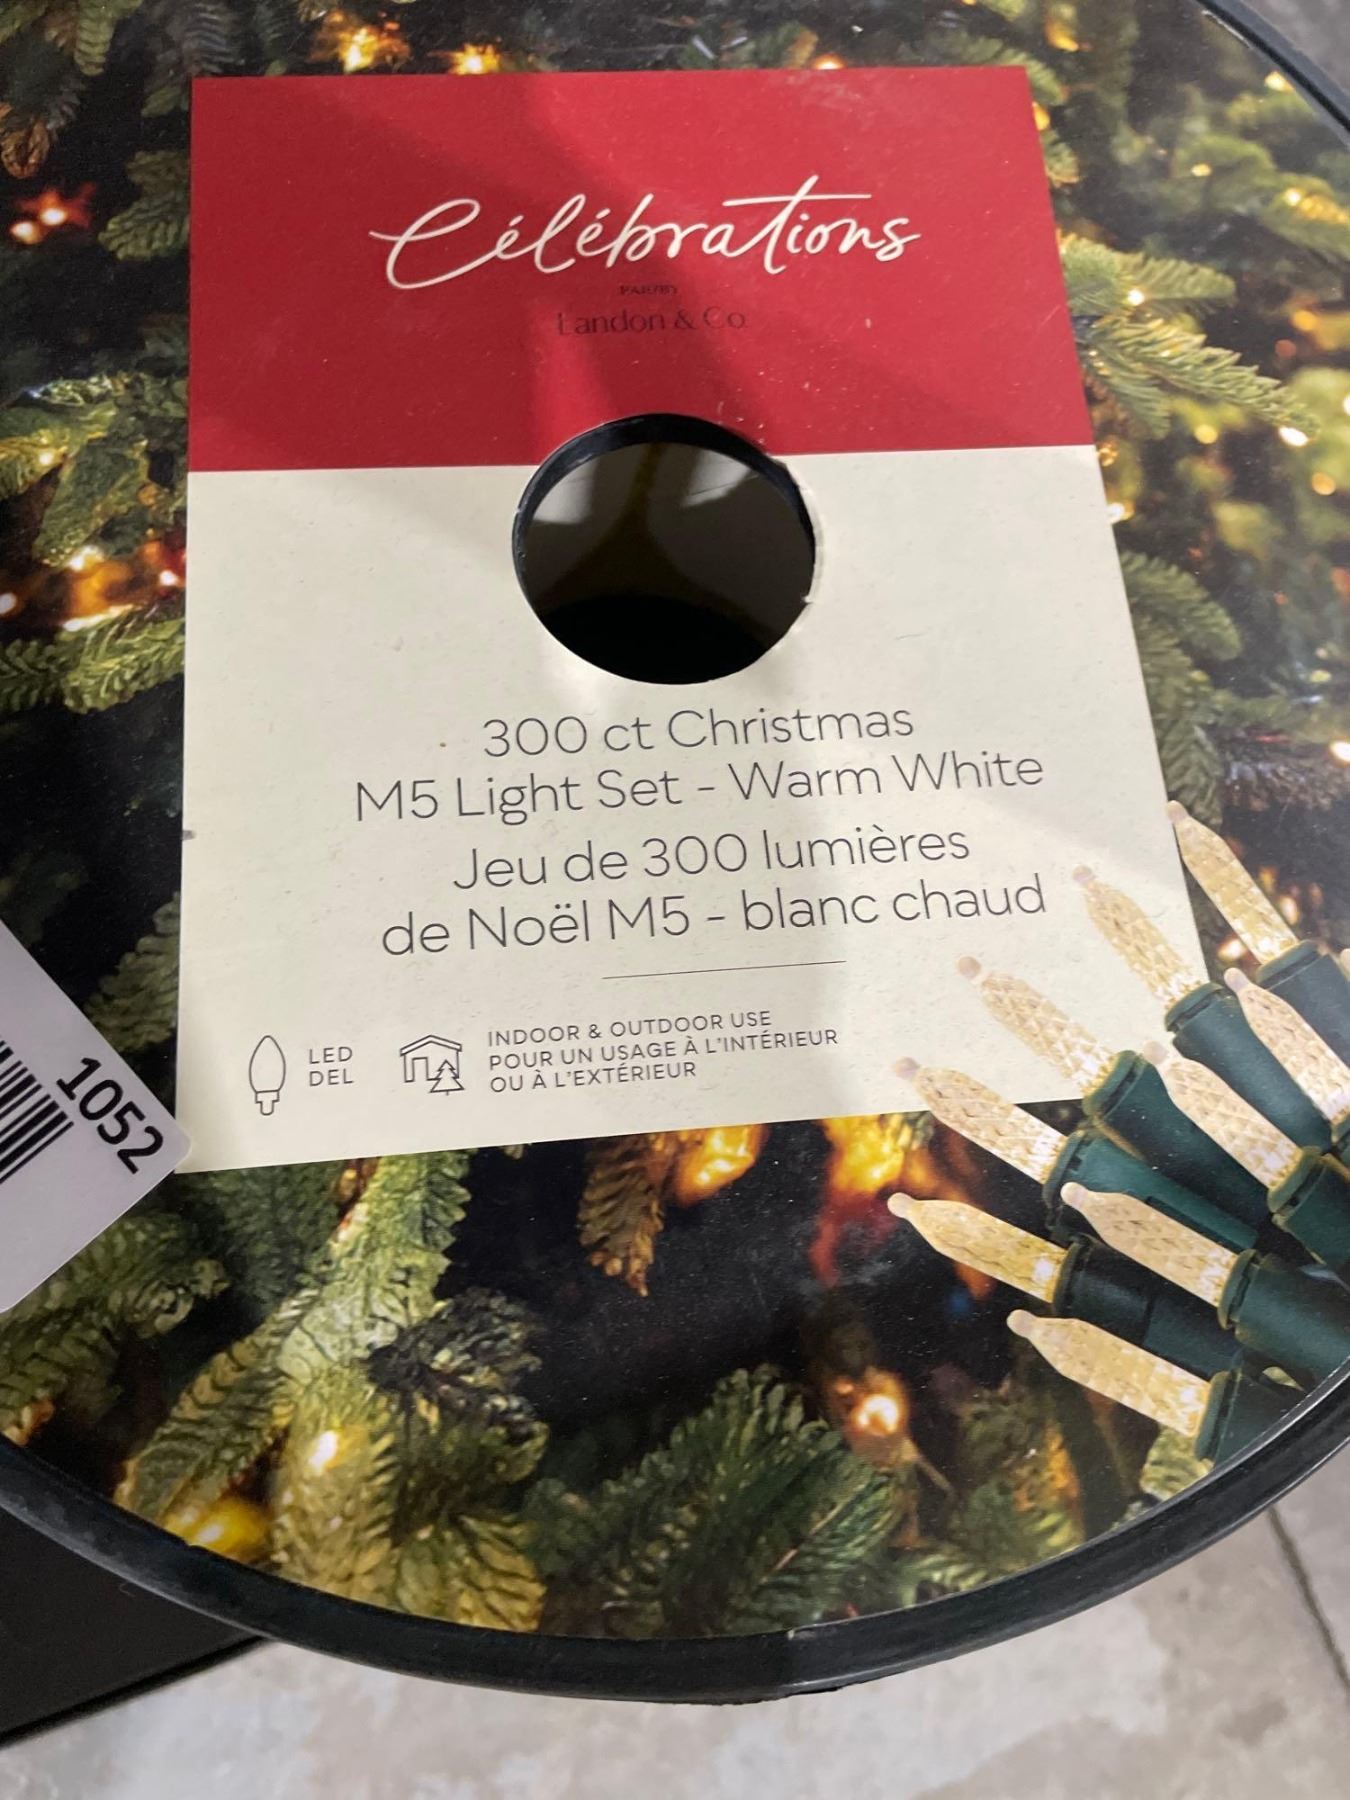 Célébrations
PAR/BY
Landon & Co.
300 ct Christmas
M5 Light Set - Warm White
Jeu de 300 lumières
de Noël M5 - blanc chaud
LED
DEL
INDOOR & OUTDOOR USE
POUR UN USAGE À L'INTÉRIEUR
OU À L'EXTÉRIEUR
1052